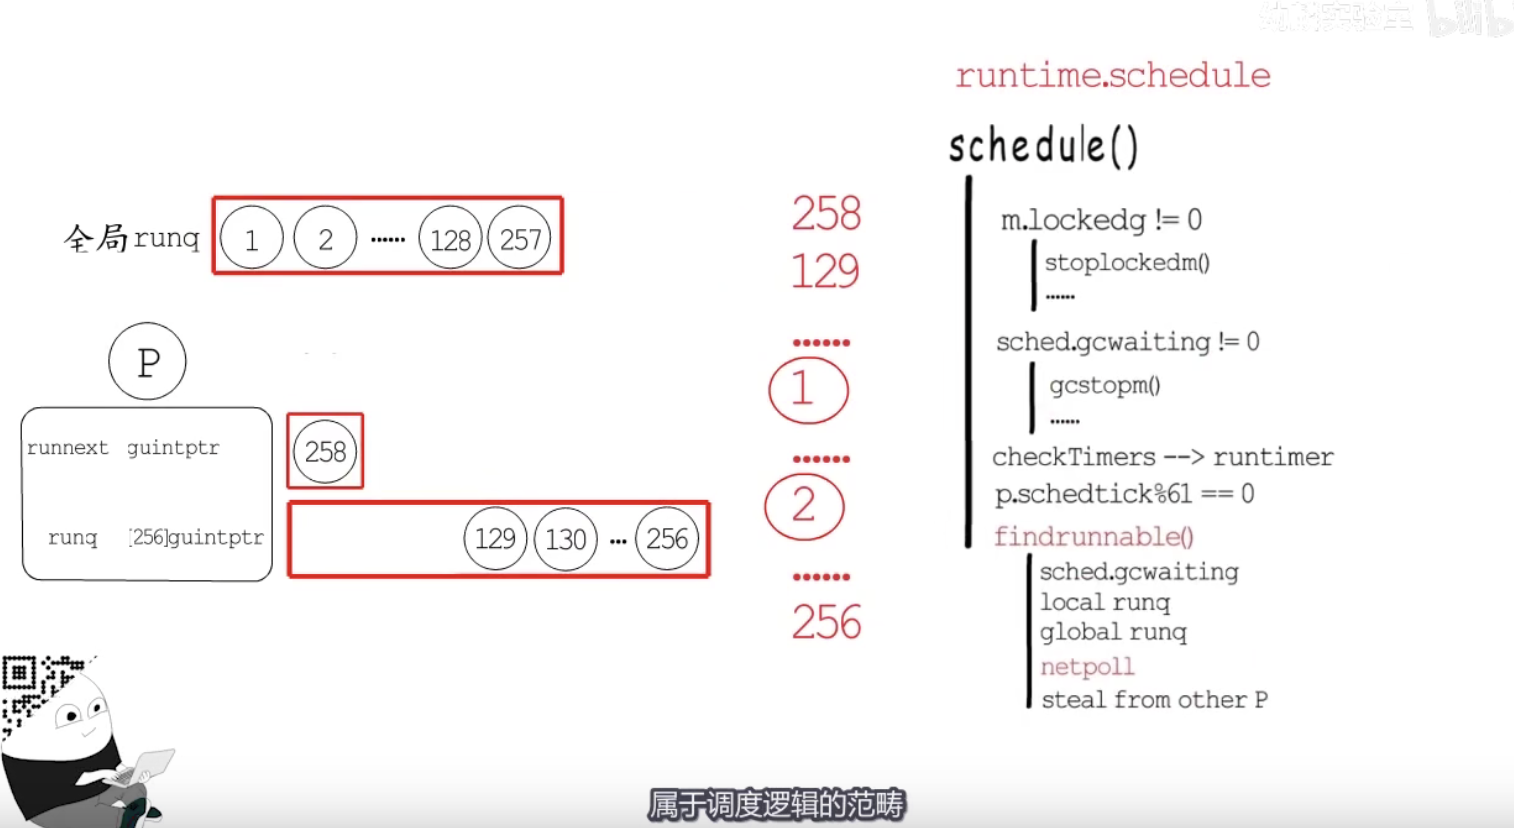 runtime.schedule
schedule()
m.lockedg != 0
stoplockedm()
......
sched.gcwaiting != 0
gcstopm()
......
checkTimers --> runtimer
p.schedtick%61 == 0
findrunnable()
sched.gcwaiting
local runq
global runq
netpoll
steal from other P
全局runq 1 2 ...... 128 257
P
runnext guintptr 258
runq [256]guintptr 129 130 ... 256
258
129
......
1
......
2
......
256
属于调度逻辑的范畴